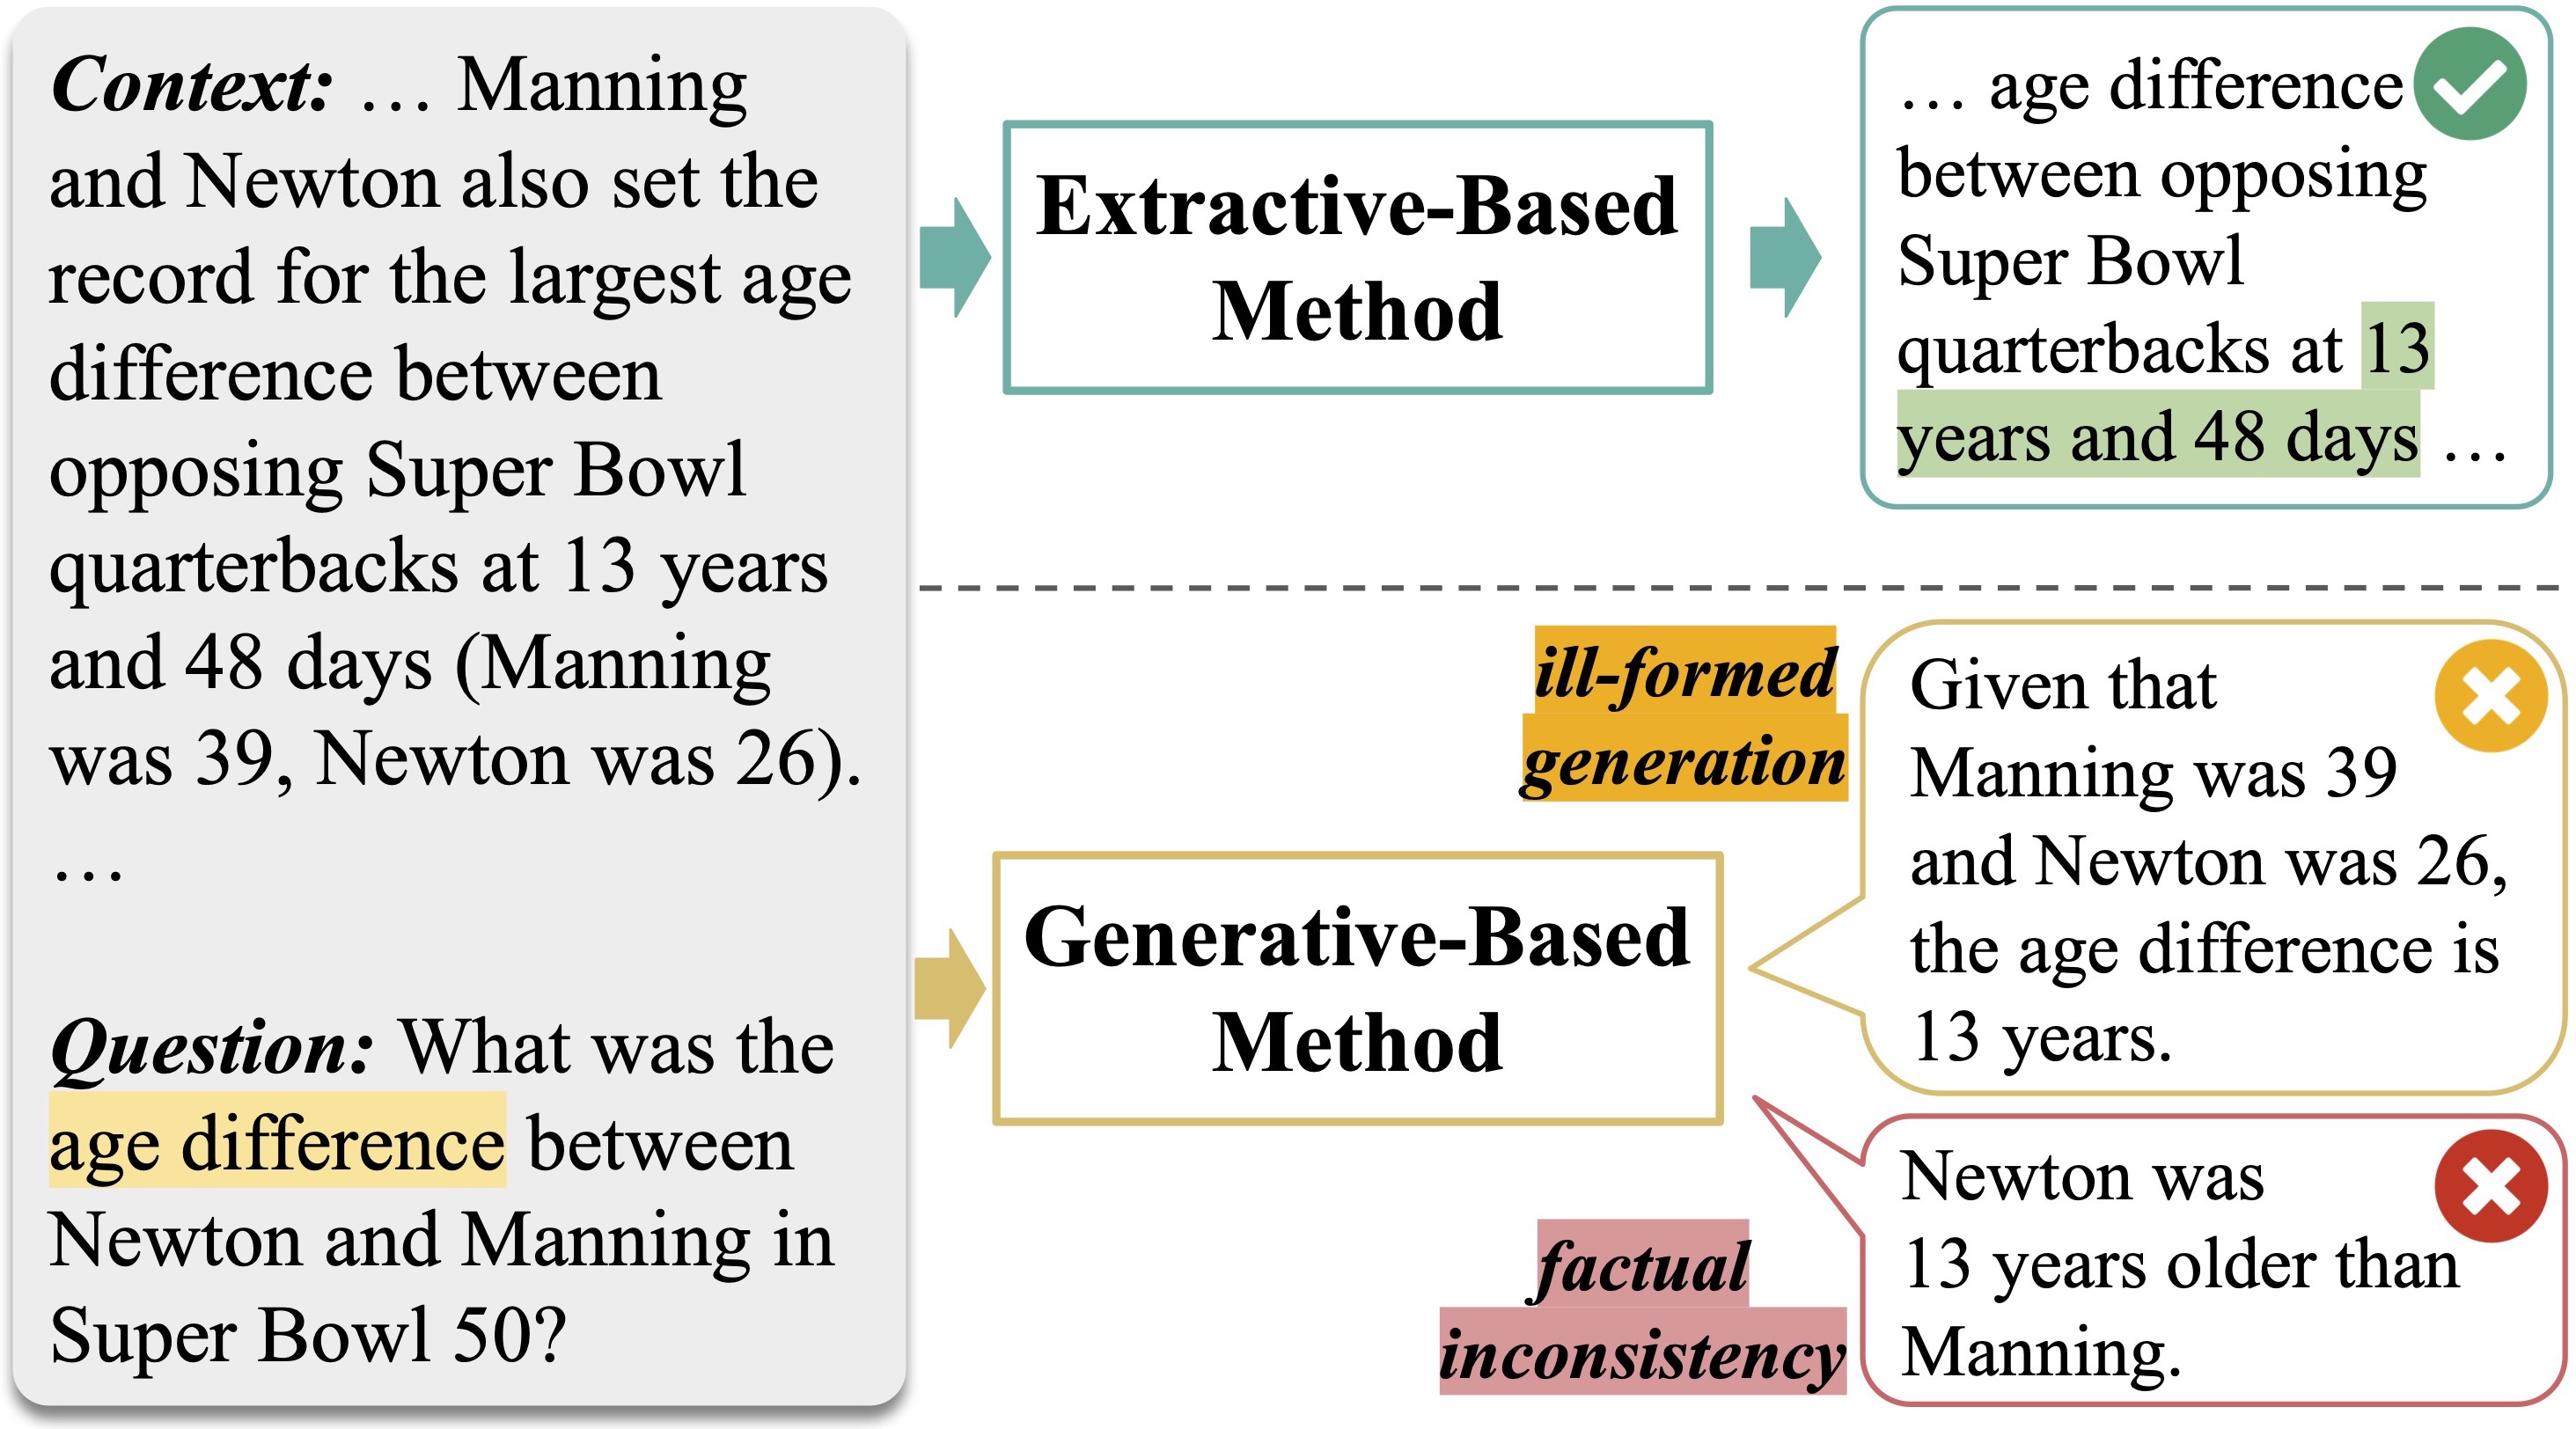 Context: … Manning
and Newton also set the
record for the largest age
difference between
opposing Super Bowl
quarterbacks at 13 years
and 48 days (Manning
was 39, Newton was 26).
…
Question: What was the
age difference between
Newton and Manning in
Super Bowl 50?
Extractive-Based
Method
… age difference
between opposing
Super Bowl
quarterbacks at 13
years and 48 days …
Generative-Based
Method
ill-formed
generation
Given that
Manning was 39
and Newton was 26,
the age difference is
13 years.
factual
inconsistency
Newton was
13 years older than
Manning.